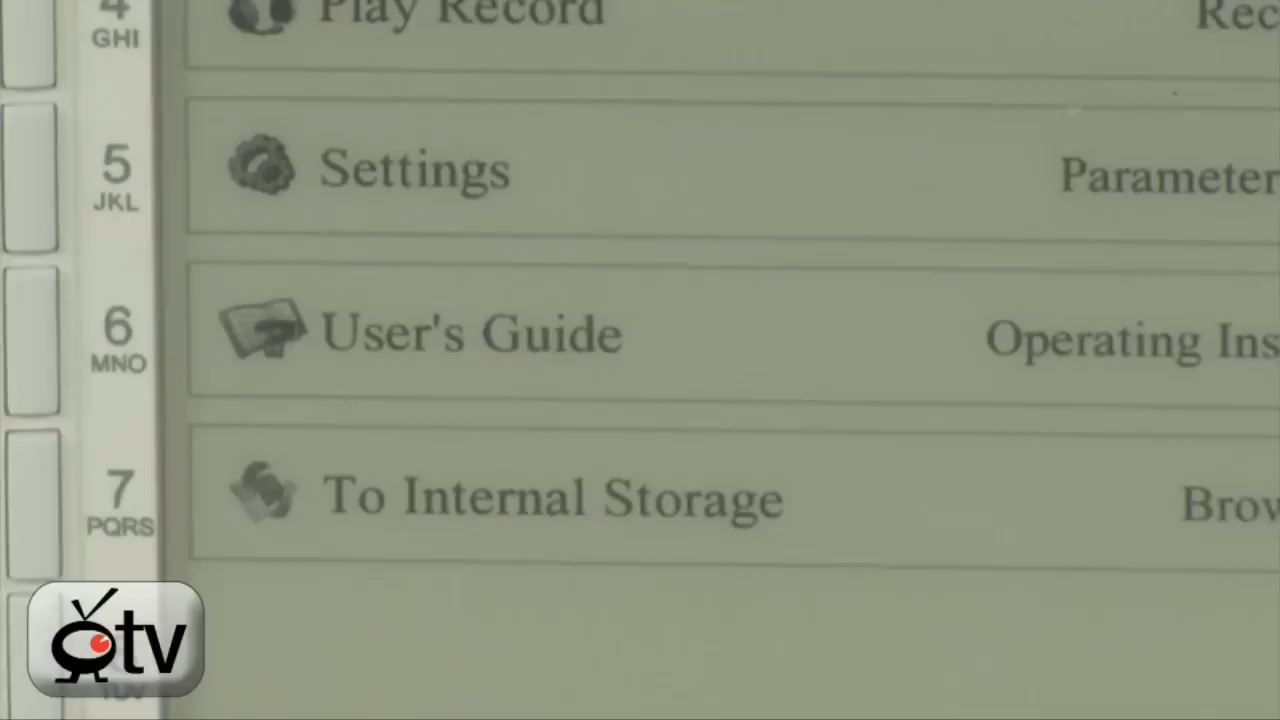 4
GHI
Play Record
Rec
5
JKL
Settings
Parameter
6
MNO
User's Guide
Operating Ins
7
PQRS
To Internal Storage
Brow
tv
TUV